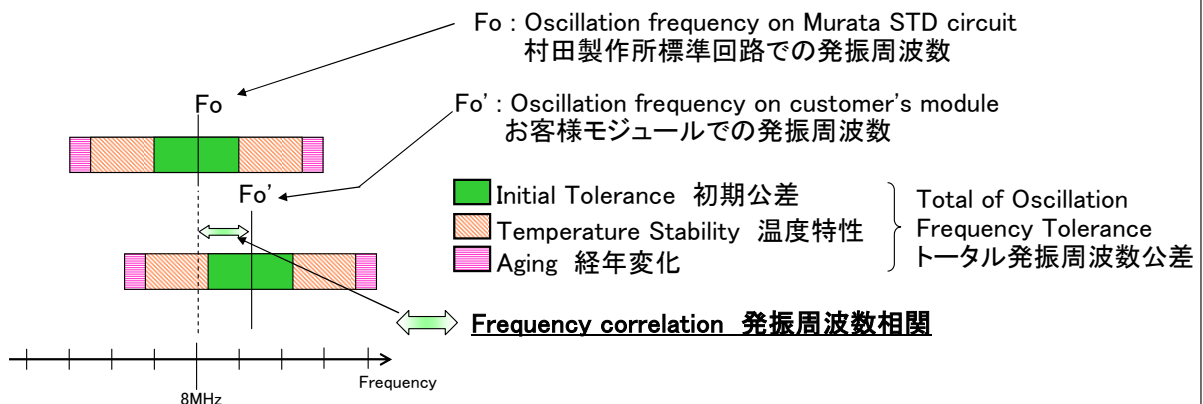 Fo : Oscillation frequency on Murata STD circuit
村田製作所標準回路での発振周波数
Fo
Fo' : Oscillation frequency on customer's module
お客様モジュールでの発振周波数
Fo'
Initial Tolerance 初期公差
Temperature Stability 温度特性
Aging 経年変化
Total of Oscillation
Frequency Tolerance
トータル発振周波数公差
Frequency correlation 発振周波数相関
Frequency
8MHz